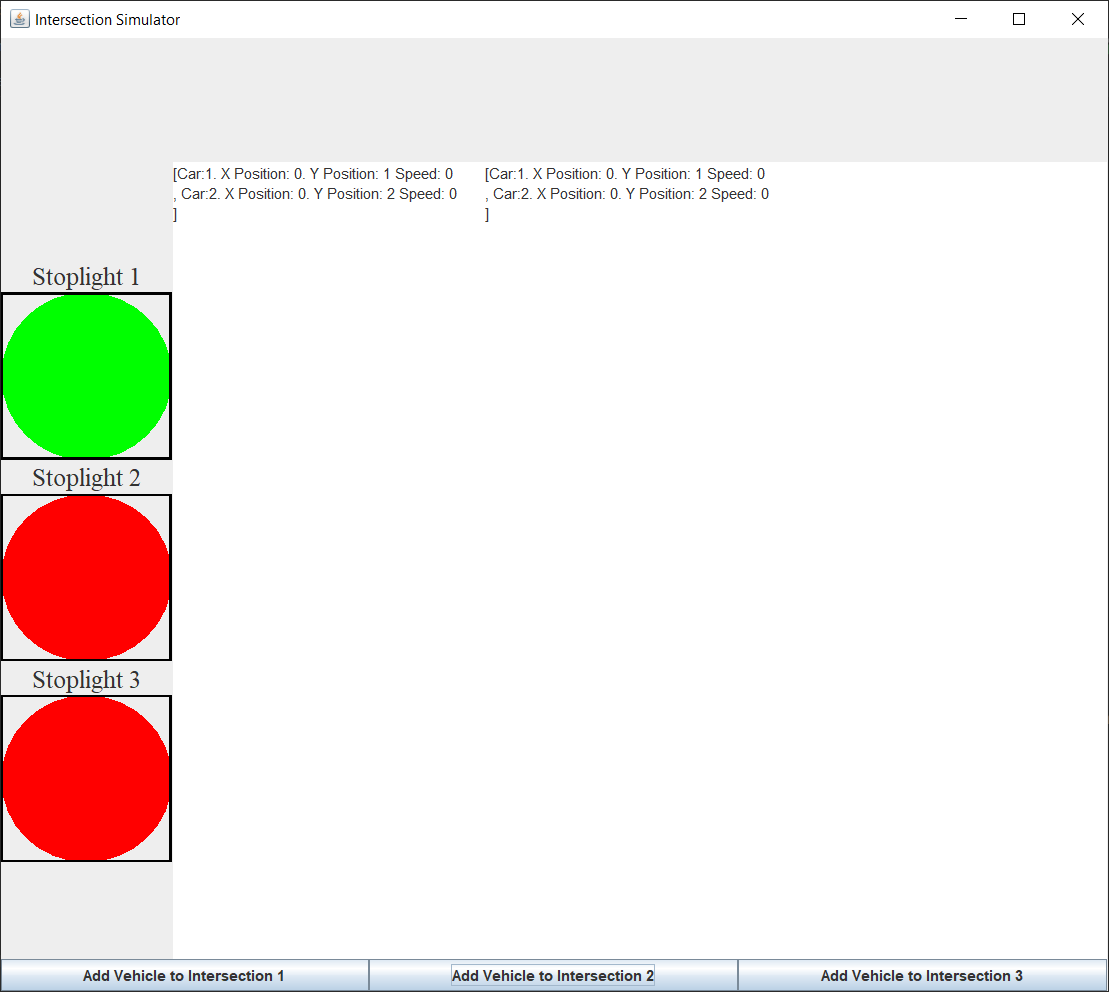 Intersection Simulator
[Car:1. X Position: 0. Y Position: 1 Speed: 0
, Car:2. X Position: 0. Y Position: 2 Speed: 0
]
[Car:1. X Position: 0. Y Position: 1 Speed: 0
, Car:2. X Position: 0. Y Position: 2 Speed: 0
]
Stoplight 1
Stoplight 2
Stoplight 3
Add Vehicle to Intersection 1
Add Vehicle to Intersection 2
Add Vehicle to Intersection 3